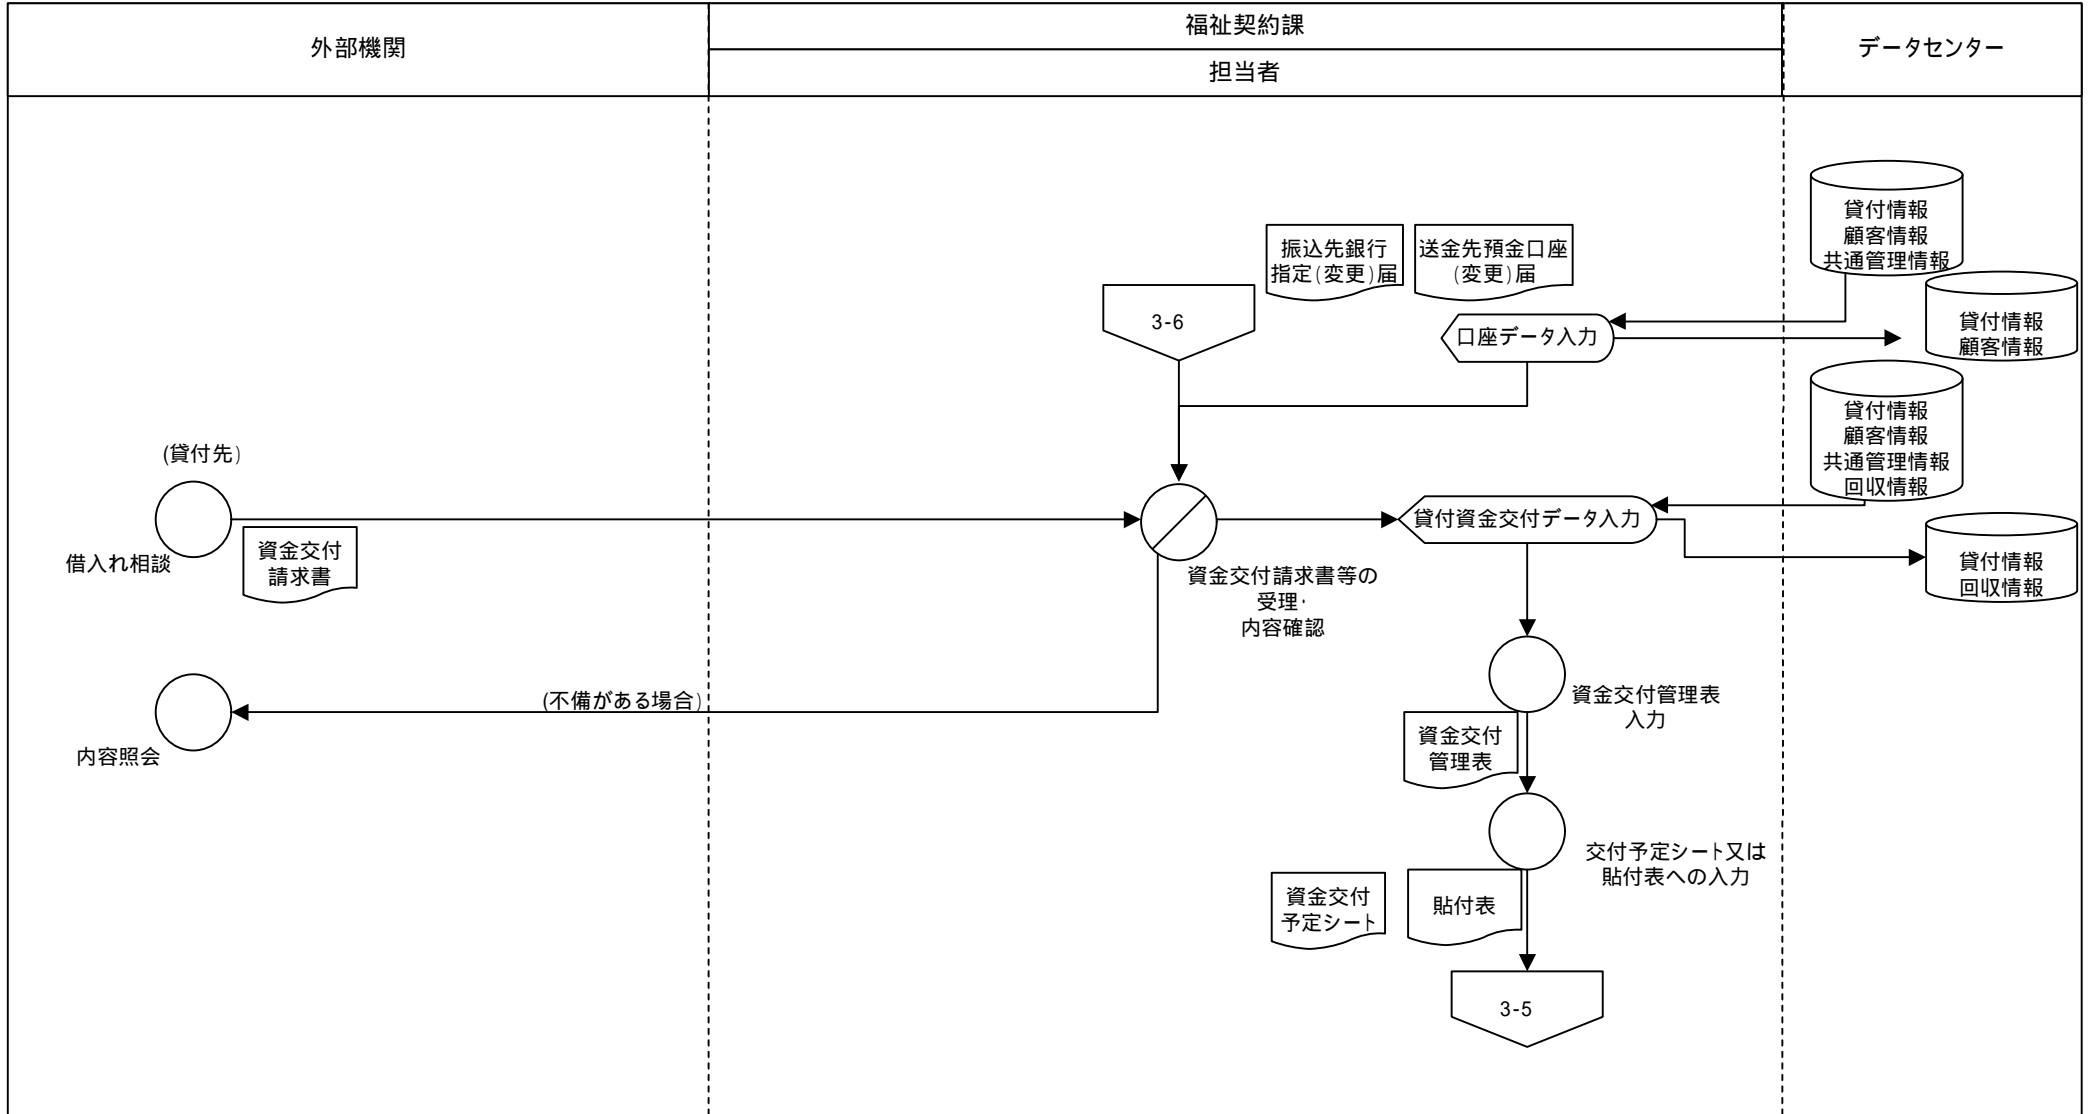 外部機関
福祉契約課
担当者
データセンター
貸付情報
顧客情報
共通管理情報
振込先銀行
指定(変更)届
送金先預金口座
(変更)届
3-6
口座データ入力
貸付情報
顧客情報
貸付情報
顧客情報
共通管理情報
回収情報
(貸付先)
借入れ相談
資金交付
請求書
資金交付請求書等の
受理・
内容確認
貸付資金交付データ入力
貸付情報
回収情報
(不備がある場合)
内容照会
資金交付管理表
入力
資金交付
管理表
交付予定シート又は
貼付表への入力
資金交付
予定シート
貼付表
3-5